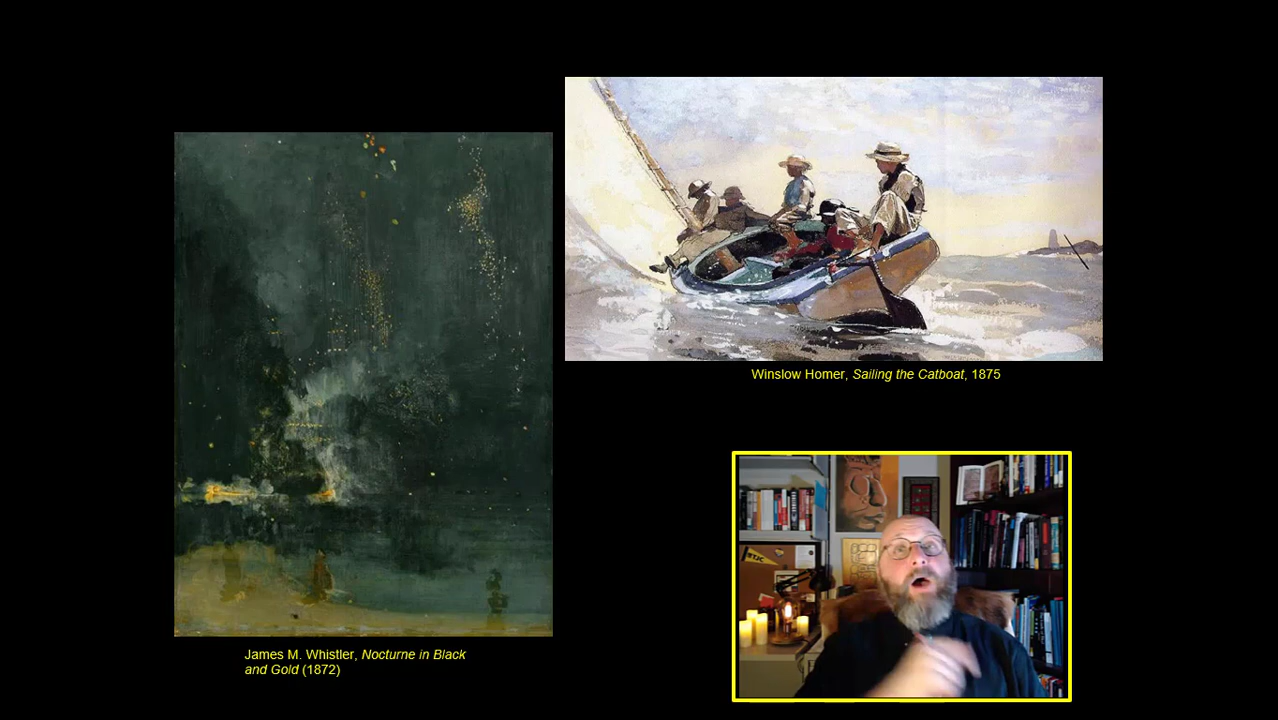 Winslow Homer, Sailing the Catboat, 1875
James M. Whistler, Nocturne in Black
and Gold (1872)